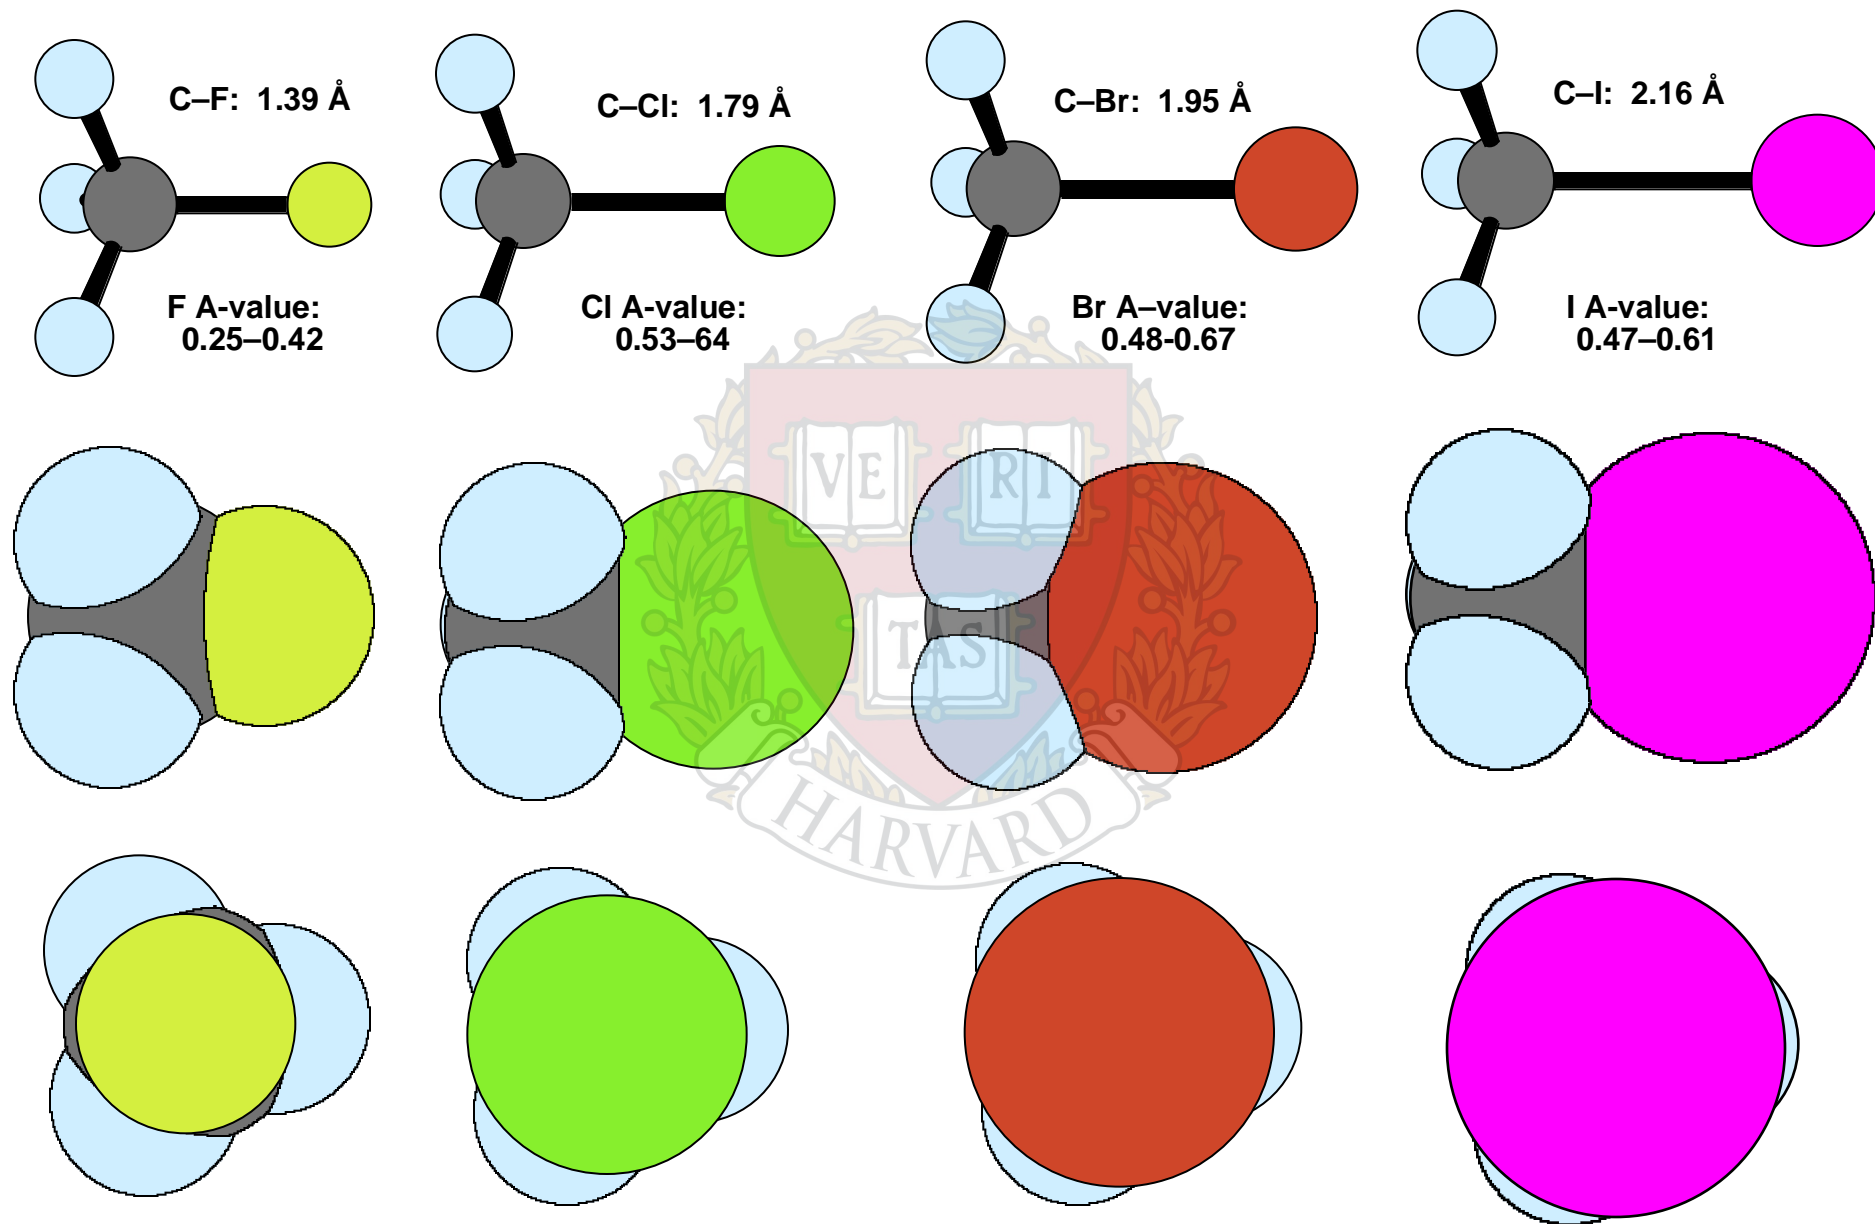 C–F:  1.39 Å
C–Cl:  1.79 Å
C–Br:  1.95 Å
C–I:  2.16 Å
F A-value:
0.25–0.42
Cl A-value:
0.53–64
Br A–value:
0.48-0.67
I A-value:
0.47–0.61
VE RI
TAS
HARVARD